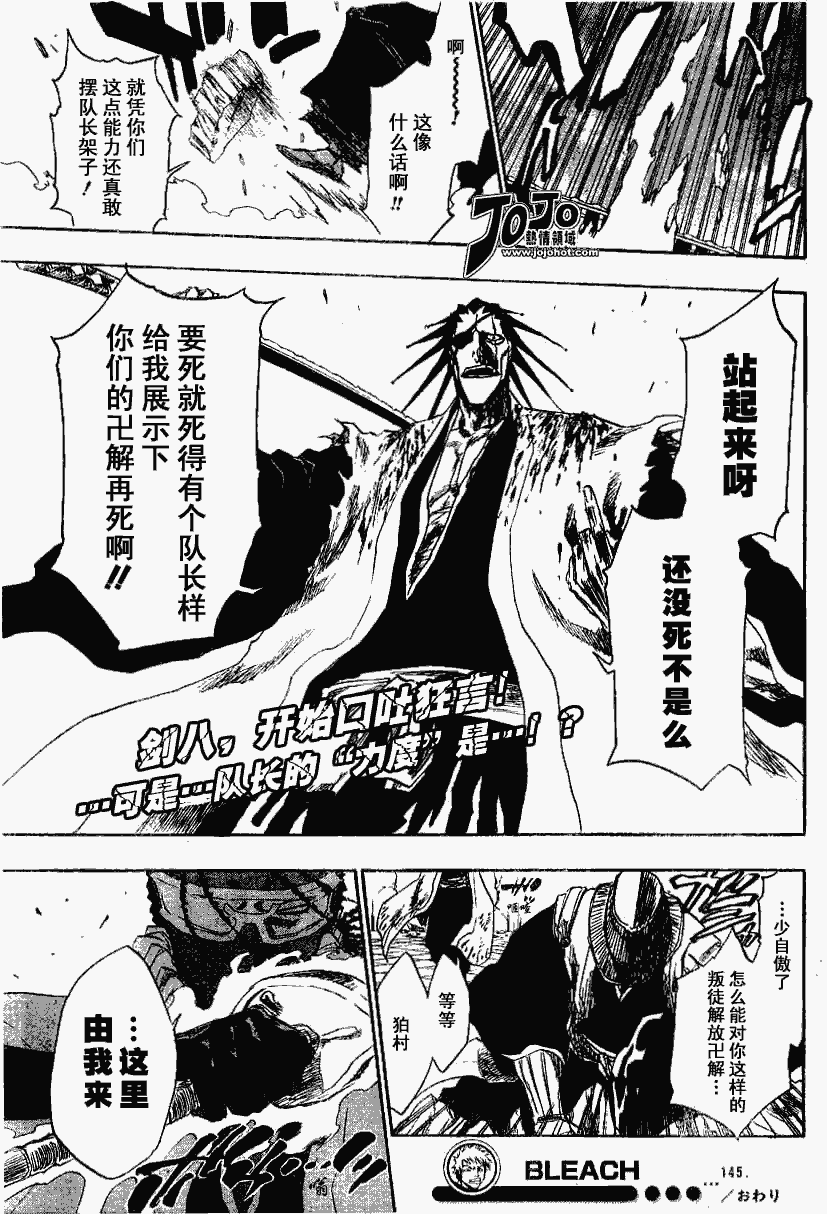 啊~~~~!
这像
什么话啊!!
就凭你们
这点能力还真敢
摆队长架子!
JOJO
熱情領域
www.jojohot.com
站起来呀
还没死不是么
要死就死得有个队长样
给我展示下
你们的卍解再死啊!!
剑八，开始口吐狂言!
…可是…队长的“力度”是…!?
…少自傲了
怎么能对你这样的
叛徒解放卍解…
等等
狛村
…这里
由我来
BLEACH
145.
…/おわり